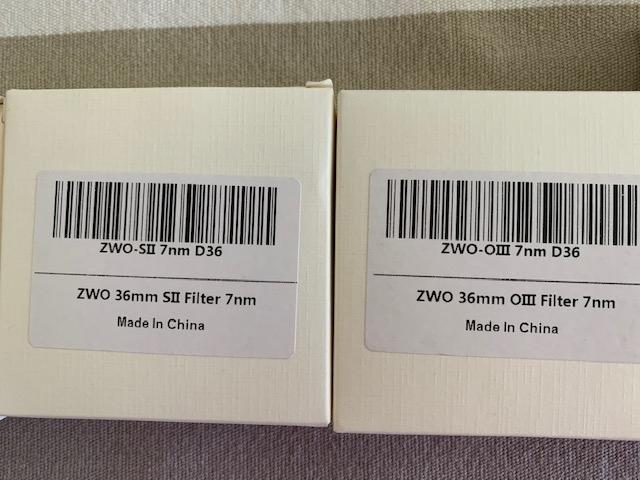 ZWO-SⅡ 7nm D36
ZWO 36mm SⅡ Filter 7nm
Made In China
ZWO-OⅢ 7nm D36
ZWO 36mm OⅢ Filter 7nm
Made In China